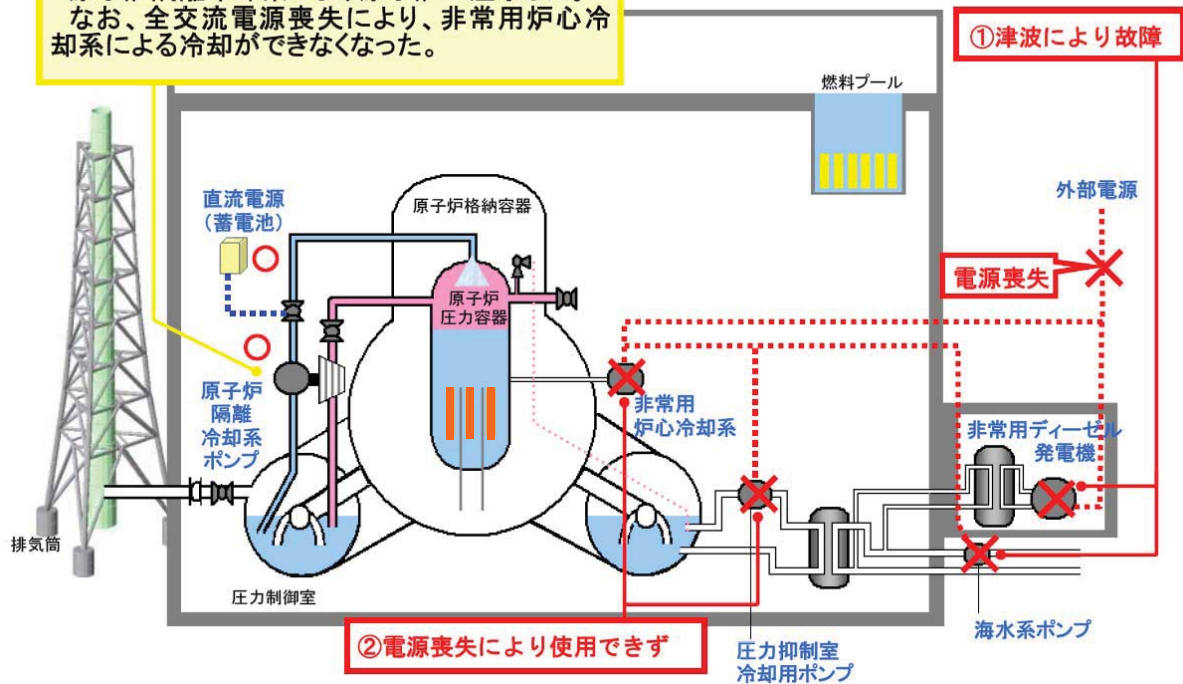 なお、全交流電源喪失により、非常用炉心冷
却系による冷却ができなくなった。
①津波により故障
燃料プール
外部電源
直流電源
（蓄電池）
原子炉格納容器
電源喪失
原子炉
圧力容器
原子炉
隔離
冷却系
ポンプ
非常用
炉心冷却系
非常用ディーゼル
発電機
排気筒
圧力制御室
②電源喪失により使用できず
圧力抑制室
冷却用ポンプ
海水系ポンプ